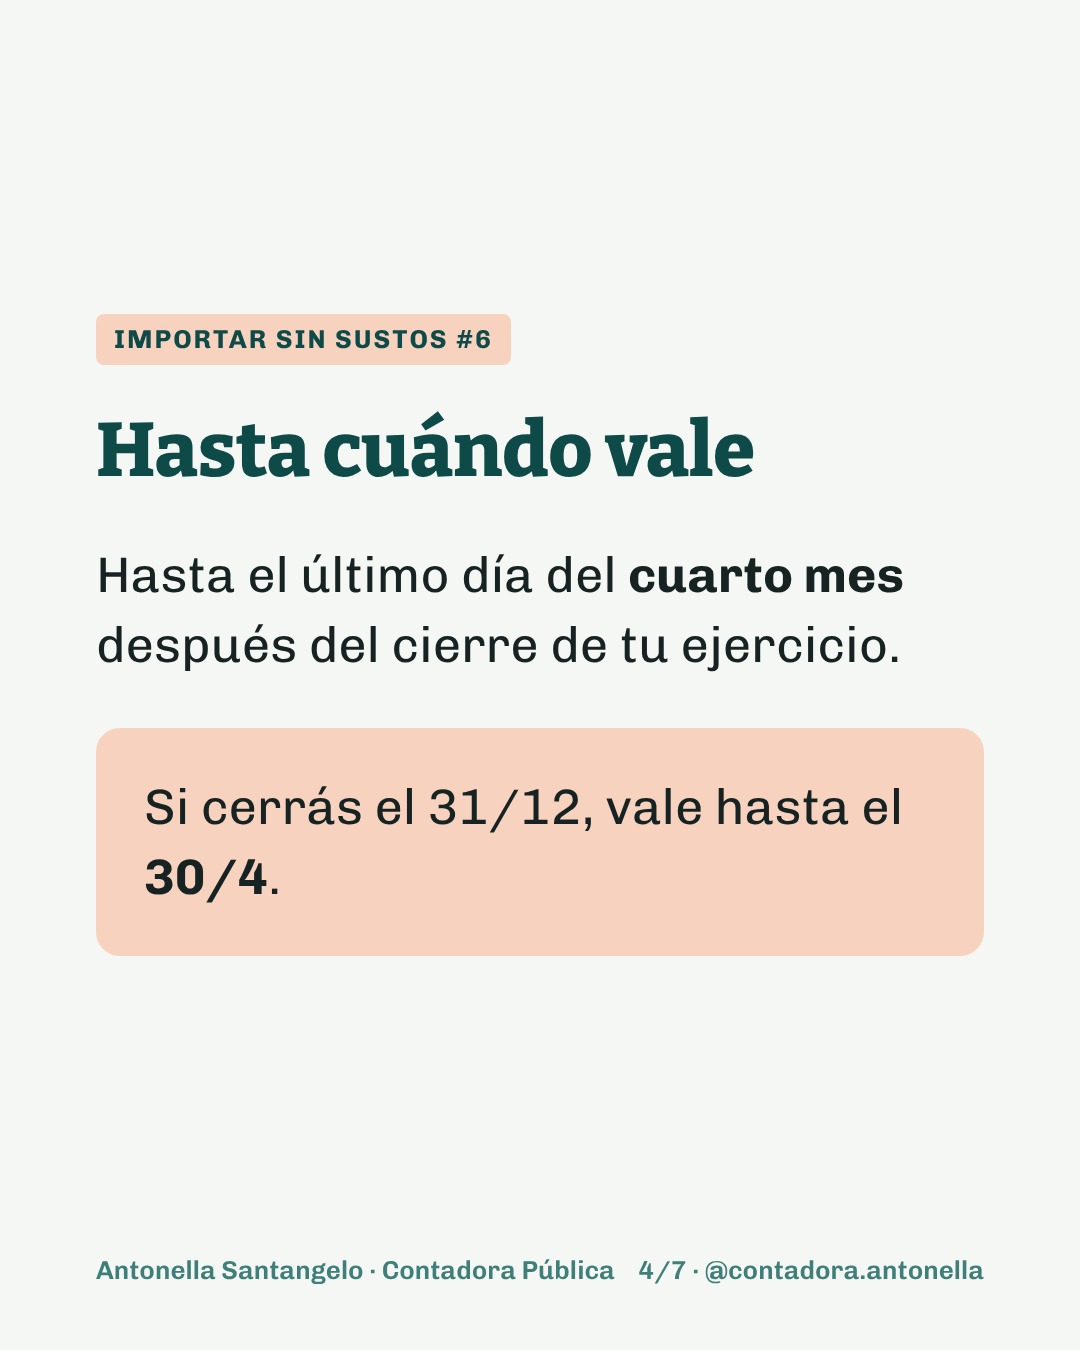 IMPORTAR SIN SUSTOS #6
Hasta cuándo vale
Hasta el último día del cuarto mes
después del cierre de tu ejercicio.
Si cerrás el 31/12, vale hasta el
30/4.
Antonella Santangelo · Contadora Pública 4/7 · @contadora.antonella